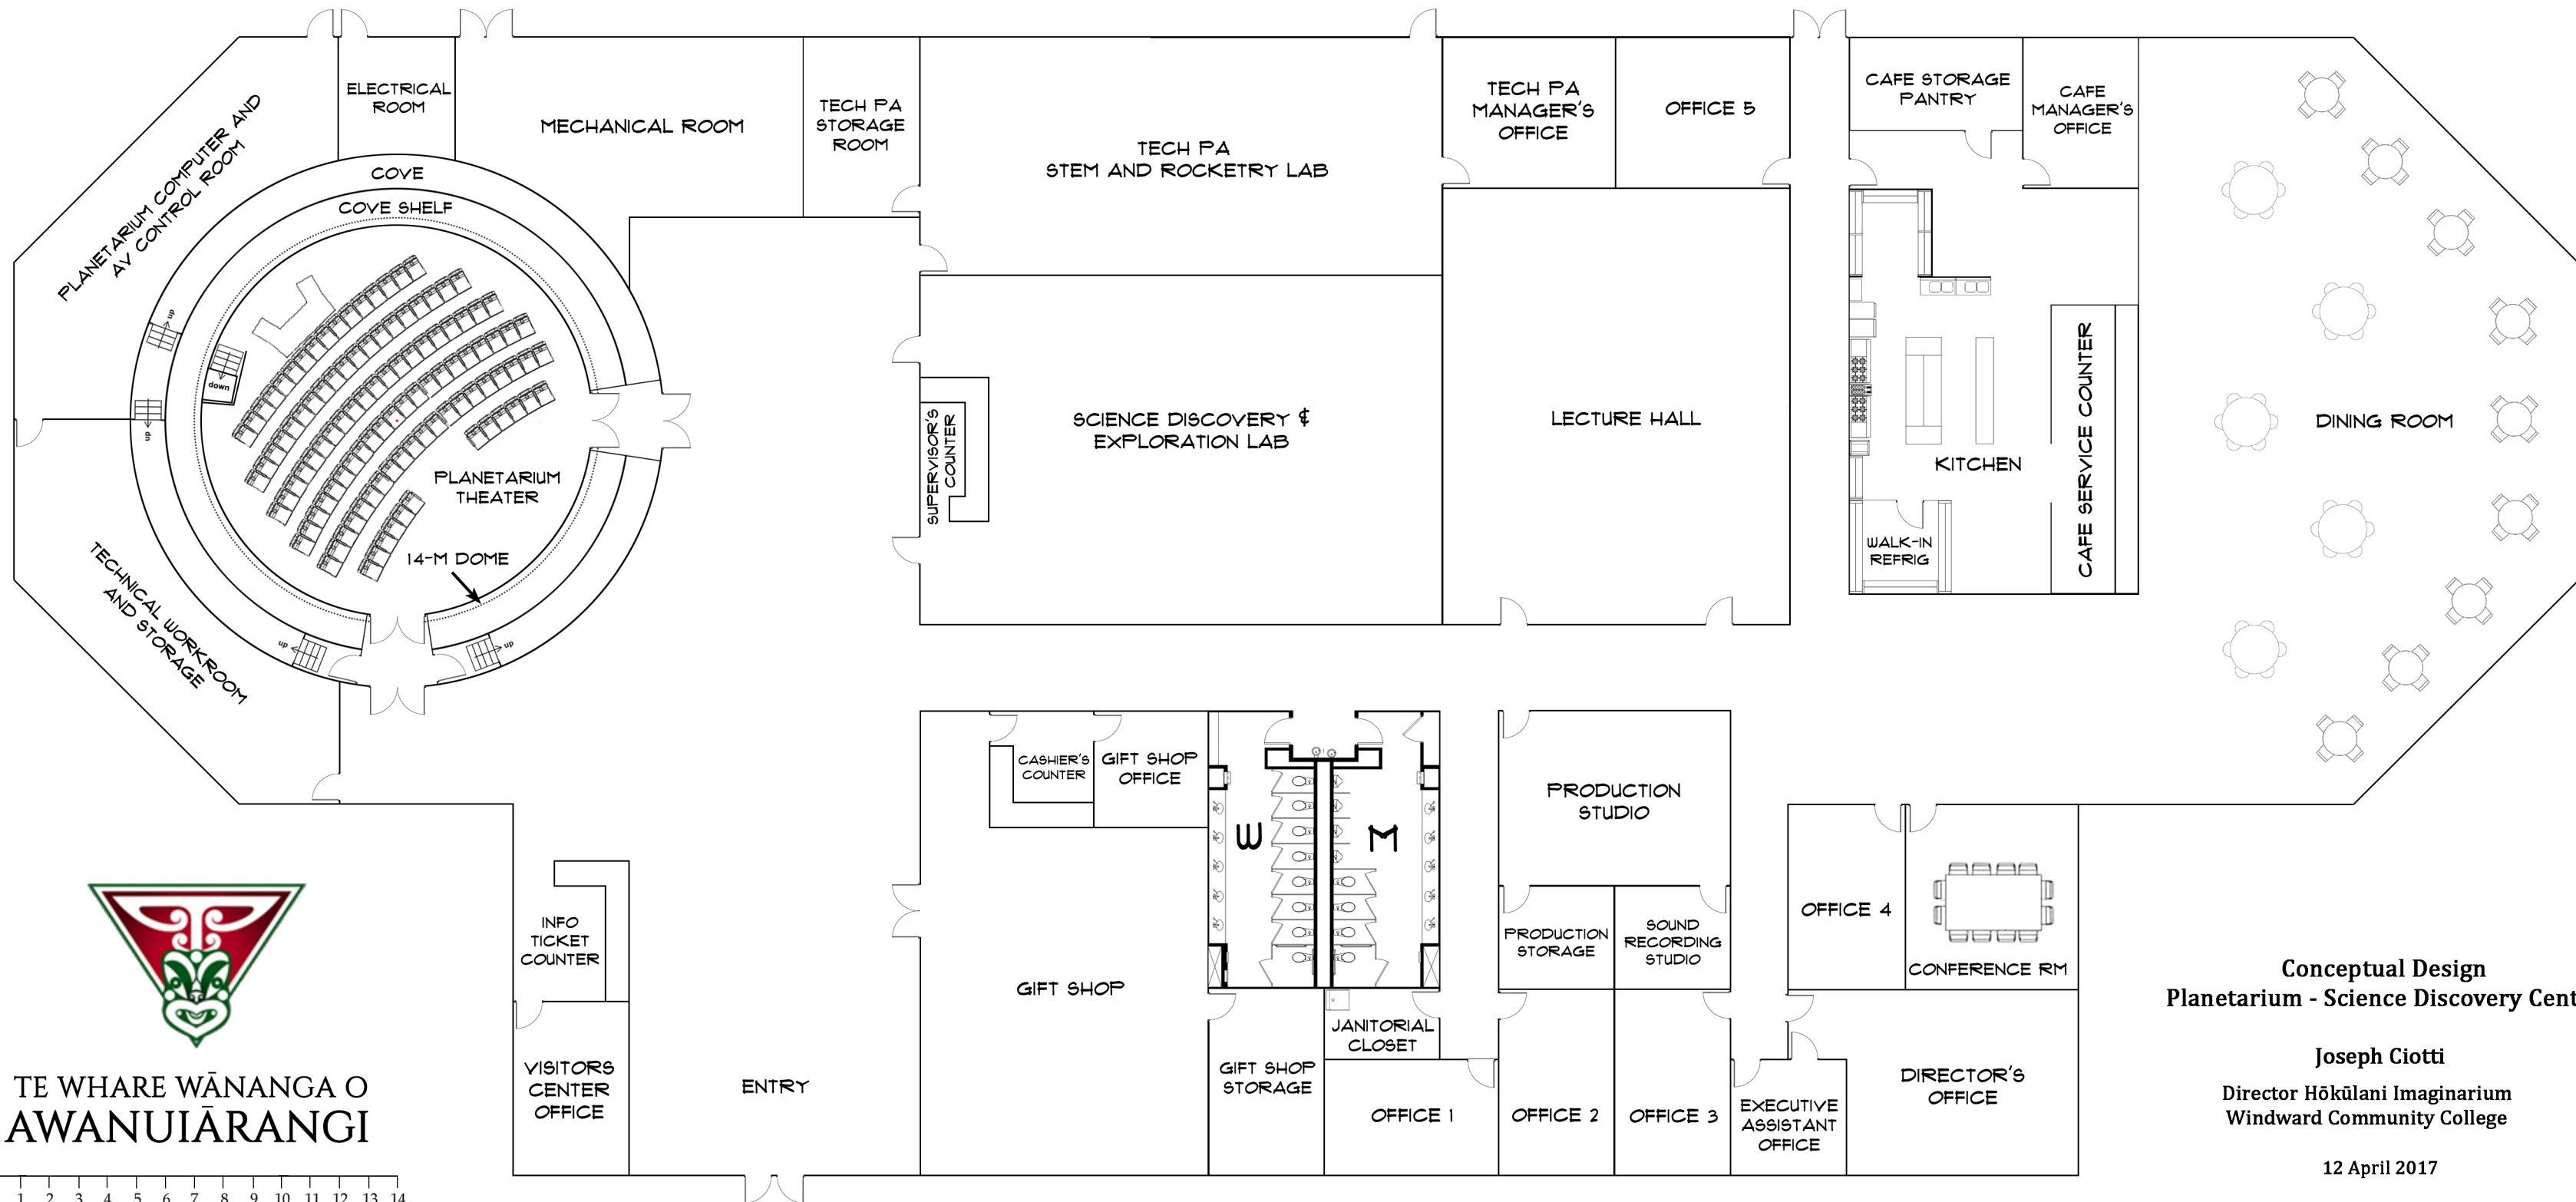 PLANETARIUM COMPUTER AND
AV CONTROL ROOM
ELECTRICAL
ROOM
MECHANICAL ROOM
TECH PA
STORAGE
ROOM
COVE
COVE SHELF
TECH PA
STEM AND ROCKETRY LAB
TECH PA
MANAGER'S
OFFICE
OFFICE 5
CAFE STORAGE
PANTRY
CAFE
MANAGER'S
OFFICE
up
down
up
PLANETARIUM
THEATER
14-M DOME
up
up
TECHNICAL WORKROOM
AND STORAGE
SUPERVISOR'S
COUNTER
SCIENCE DISCOVERY &
EXPLORATION LAB
LECTURE HALL
KITCHEN
WALK-IN
REFRIG
CAFE SERVICE COUNTER
DINING ROOM
CASHIER'S
COUNTER
GIFT SHOP
OFFICE
W
M
PRODUCTION
STUDIO
PRODUCTION
STORAGE
SOUND
RECORDING
STUDIO
OFFICE 4
CONFERENCE RM
INFO
TICKET
COUNTER
VISITORS
CENTER
OFFICE
ENTRY
GIFT SHOP
GIFT SHOP
STORAGE
JANITORIAL
CLOSET
OFFICE 1
OFFICE 2
OFFICE 3
EXECUTIVE
ASSISTANT
OFFICE
DIRECTOR'S
OFFICE
TE WHARE WĀNANGA O
AWANUIĀRANGI
1 2 3 4 5 6 7 8 9 10 11 12 13 14
Conceptual Design
Planetarium - Science Discovery Cent
Joseph Ciotti
Director Hōkūlani Imaginarium
Windward Community College
12 April 2017